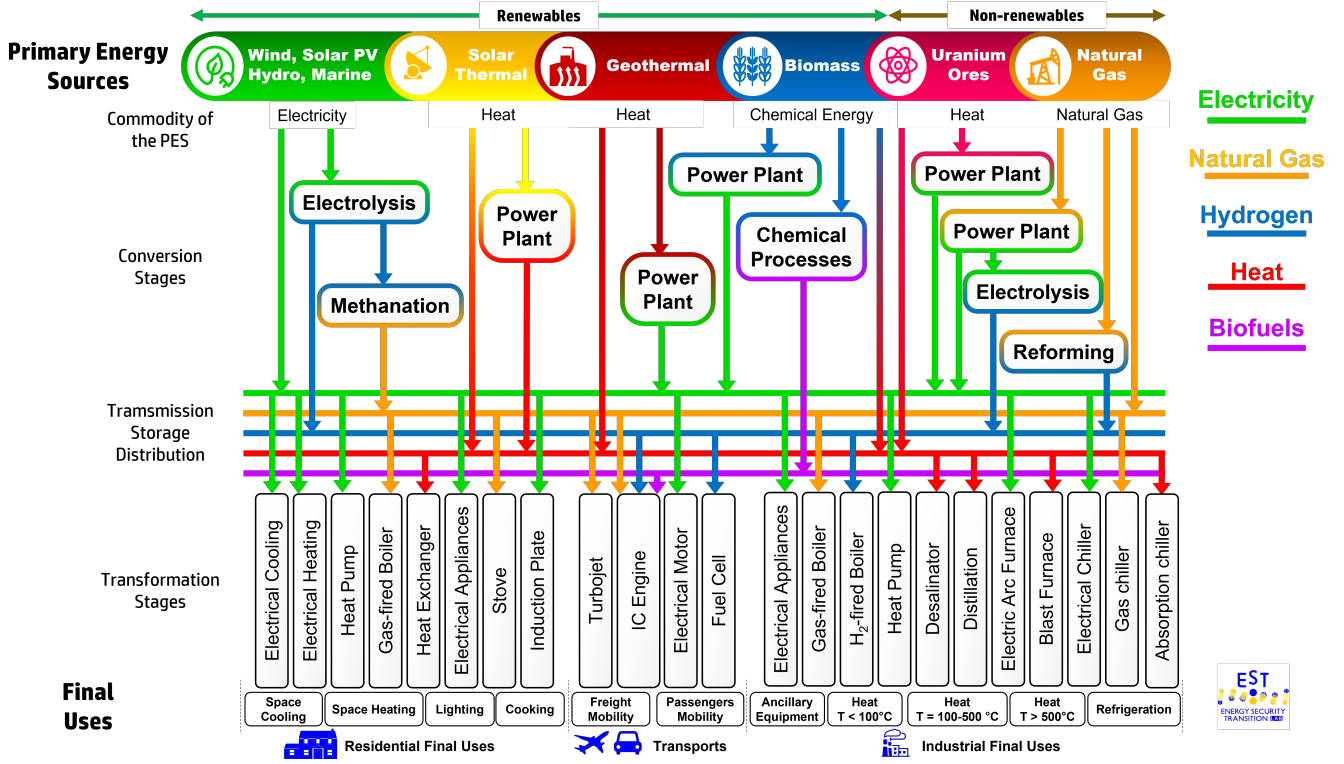 Renewables
Non-renewables
Primary Energy
Sources
Wind, Solar PV
Hydro, Marine
Solar
Thermal
Geothermal
Biomass
Uranium
Ores
Natural
Gas
Commodity of
the PES
Electricity
Heat
Heat
Chemical Energy
Heat
Natural Gas
Electricity
Natural Gas
Hydrogen
Heat
Biofuels
Conversion
Stages
Electrolysis
Methanation
Power
Plant
Power
Plant
Power Plant
Chemical
Processes
Power Plant
Power Plant
Electrolysis
Reforming
Tramsmission
Storage
Distribution
Transformation
Stages
Electrical Cooling
Electrical Heating
Heat Pump
Gas-fired Boiler
Heat Exchanger
Electrical Appliances
Stove
Induction Plate
Turbojet
IC Engine
Electrical Motor
Fuel Cell
Electrical Appliances
Gas-fired Boiler
H2-fired Boiler
Heat Pump
Desalinator
Distillation
Electric Arc Furnace
Blast Furnace
Electrical Chiller
Gas chiller
Absorption chiller
Final
Uses
Space
Cooling
Space Heating
Lighting
Cooking
Freight
Mobility
Passengers
Mobility
Ancillary
Equipment
Heat
T < 100°C
Heat
T = 100-500 °C
Heat
T > 500°C
Refrigeration
Residential Final Uses
Transports
Industrial Final Uses
EST
ENERGY SECURITY
TRANSITION LAB